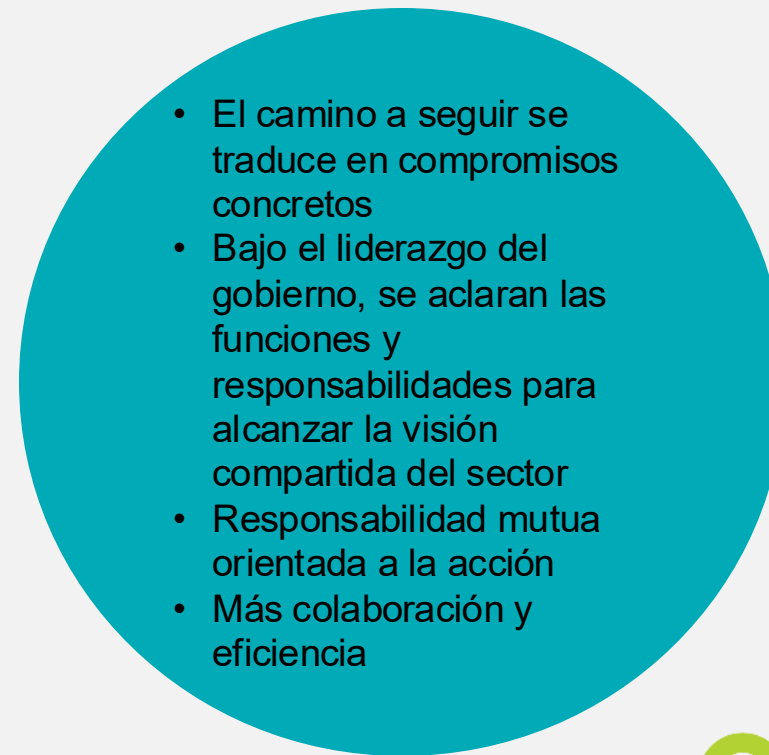 • El camino a seguir se
traduce en compromisos
concretos
• Bajo el liderazgo del
gobierno, se aclaran las
funciones y
responsabilidades para
alcanzar la visión
compartida del sector
• Responsabilidad mutua
orientada a la acción
• Más colaboración y
eficiencia